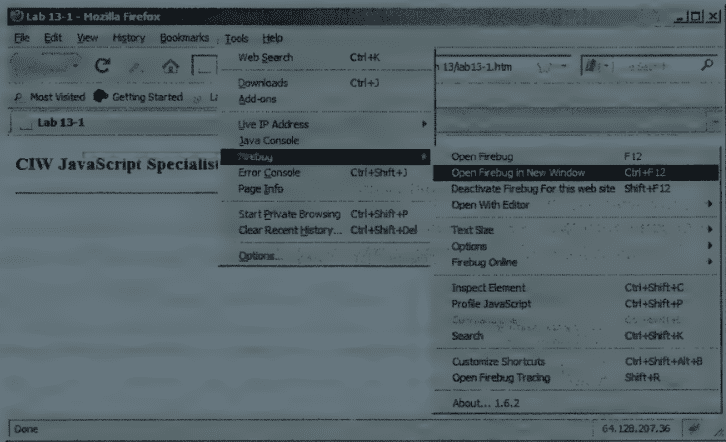 Lab 13-1 - Mozilla Firefox
File Edit View History Bookmarks Tools Help
13/lab13-1.htm
Most Visited Getting Started
Lab 13-1
CIW JavaScript Specialist
Web Search Ctrl+K
Downloads Ctrl+J
Add-ons
Live IP Address
Java Console
Firebug
Error Console Ctrl+Shift+J
Page Info
Start Private Browsing Ctrl+Shift+P
Clear Recent History... Ctrl+Shift+Del
Options...
Open Firebug F12
Open Firebug in New Window Ctrl+F12
Deactivate Firebug For this web site Shift+F12
Open With Editor
Text Size
Options
Firebug Online
Inspect Element Ctrl+Shift+C
Profile JavaScript Ctrl+Shift+P
Search Ctrl+Shift+K
Customize Shortcuts Ctrl+Shift+Alt+B
Open Firebug Tracing Shift+R
About... 1.6.2
Done 64.128.207.36